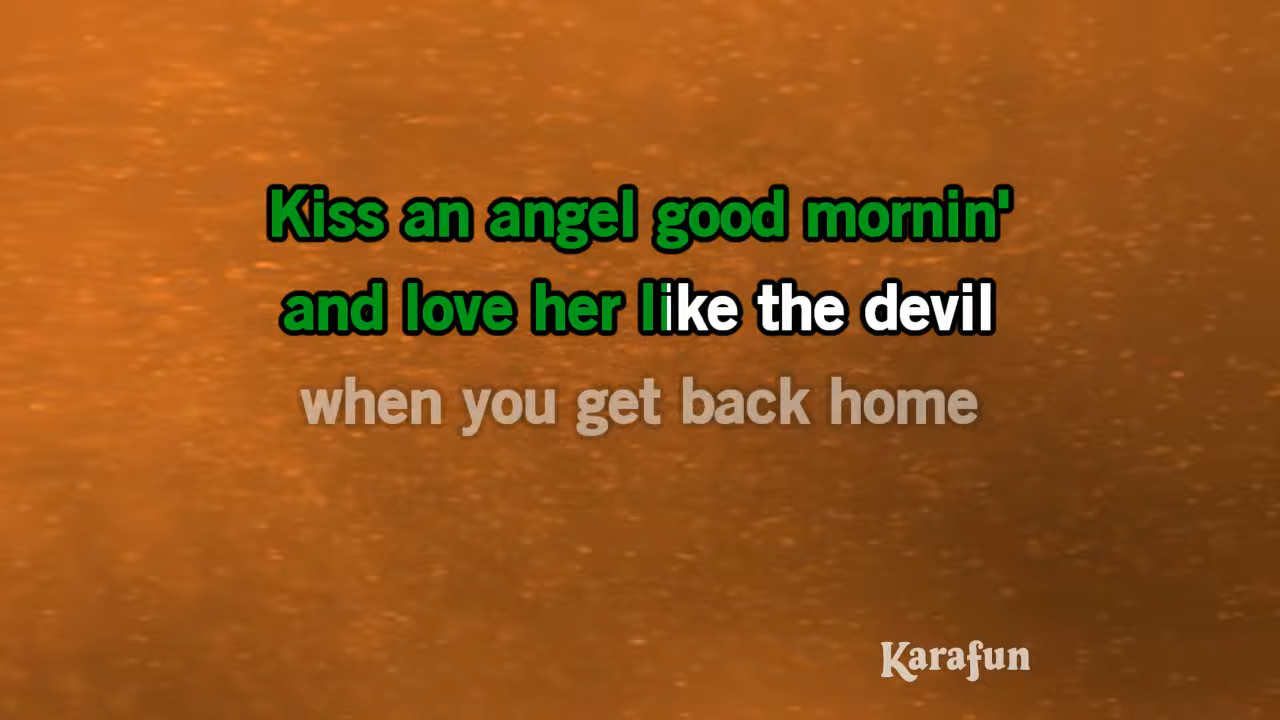 Kiss an angel good mornin'
and love her like the devil
when you get back home
Karafun